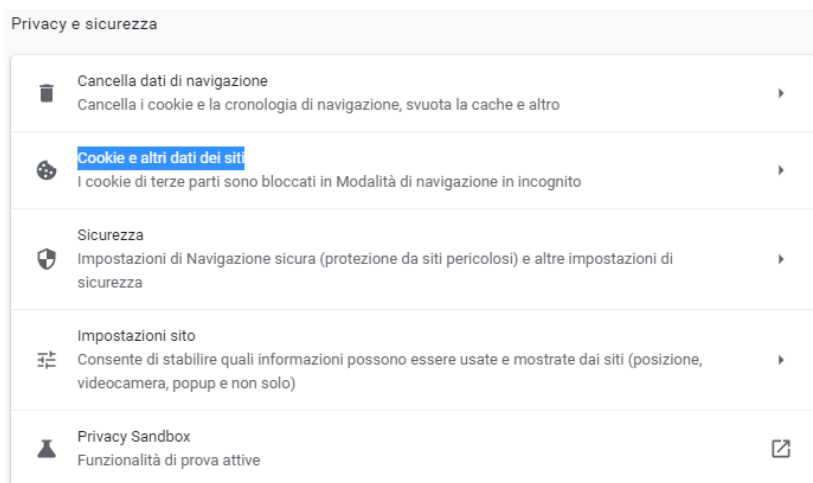 Privacy e sicurezza
Cancella dati di navigazione
Cancella i cookie e la cronologia di navigazione, svuota la cache e altro
Cookie e altri dati dei siti
I cookie di terze parti sono bloccati in Modalità di navigazione in incognito
Sicurezza
Impostazioni di Navigazione sicura (protezione da siti pericolosi) e altre impostazioni di
sicurezza
Impostazioni sito
Consente di stabilire quali informazioni possono essere usate e mostrate dai siti (posizione,
videocamera, popup e non solo)
Privacy Sandbox
Funzionalità di prova attive